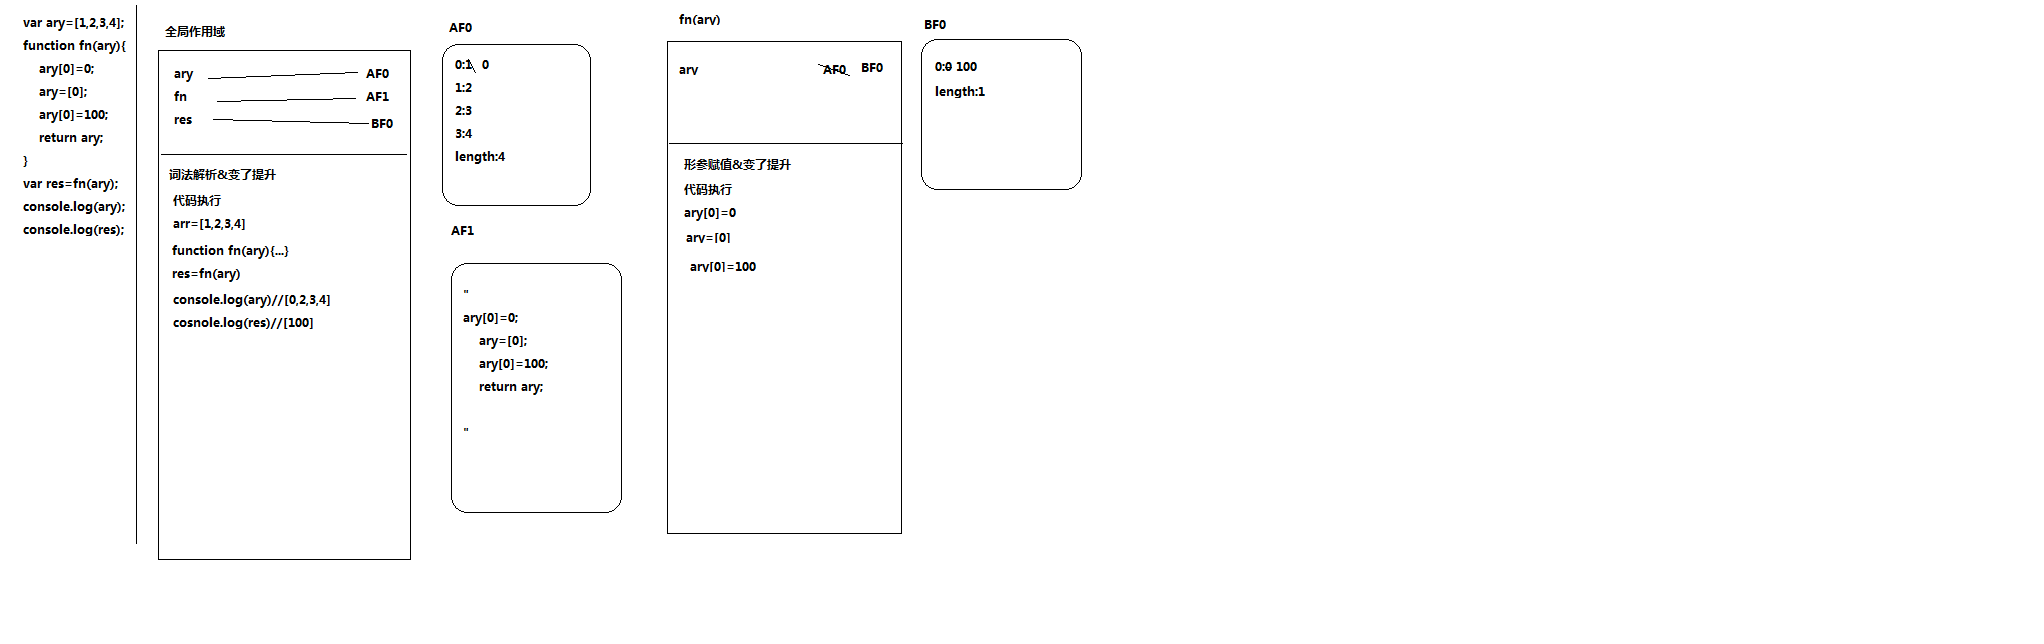 var ary=[1,2,3,4];
function fn(ary){
ary[0]=0;
ary=[0];
ary[0]=100;
return ary;
}
var res=fn(ary);
console.log(ary);
console.log(res);
全局作用域
ary AF0
fn AF1
res BF0
词法解析&变了提升
代码执行
arr=[1,2,3,4]
function fn(ary){...}
res=fn(ary)
console.log(ary)//[0,2,3,4]
cosnole.log(res)//[100]
AF0
0:1 0
1:2
2:3
3:4
length:4
AF1
"
ary[0]=0;
ary=[0];
ary[0]=100;
return ary;
"
fn(ary)
ary AF0 BF0
形参赋值&变了提升
代码执行
ary[0]=0
ary=[0]
ary[0]=100
BF0
0:0 100
length:1